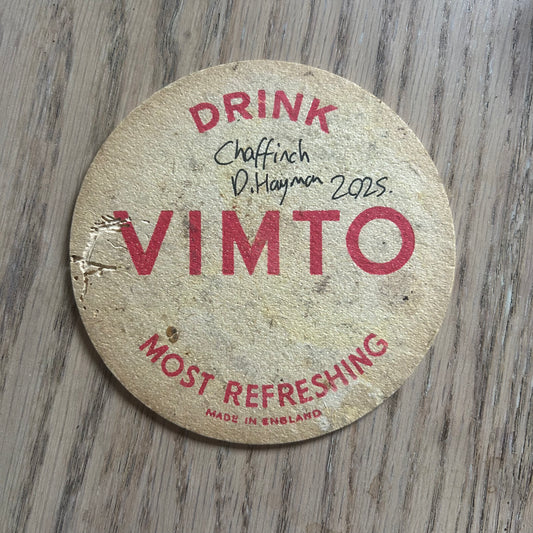 DRINK
Chaffinch
D.Hayman 2025.
VIMTO
MOST REFRESHING
MADE IN ENGLAND